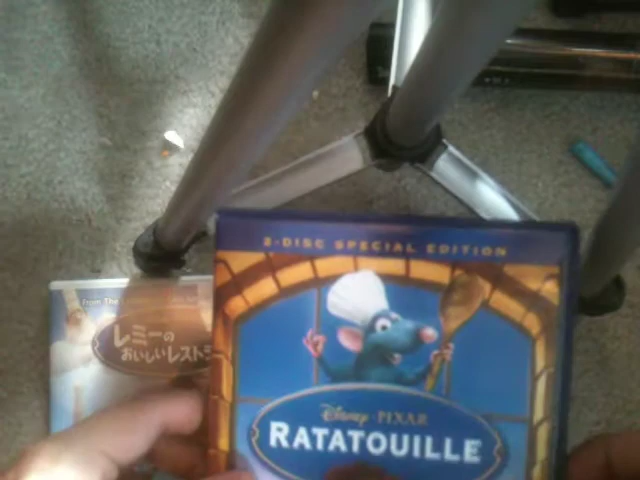 2-DISC SPECIAL EDITION
Disney · PIXAR
RATATOUILLE
From The
レミーの
おいしいレスト